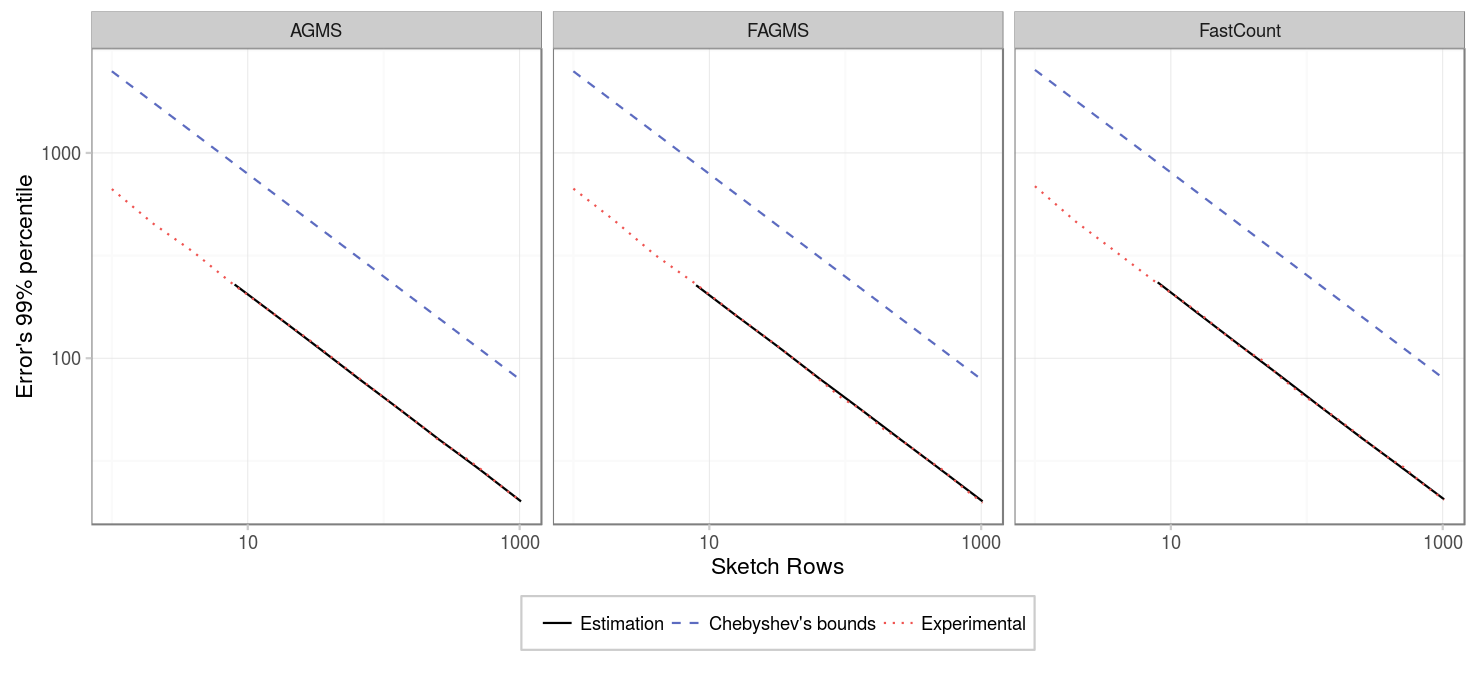 AGMS FAGMS FastCount
Error's 99% percentile
1000
100
10 1000 10 1000 10 1000
Sketch Rows
Estimation Chebyshev's bounds Experimental